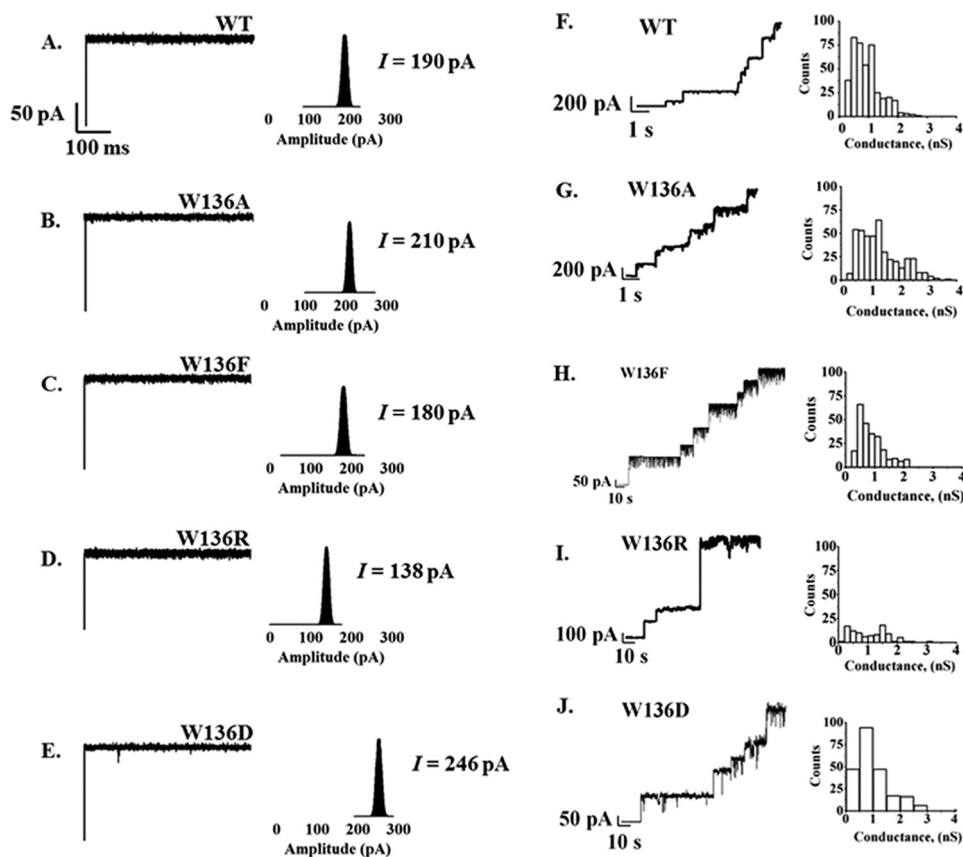 A.
WT
50 pA
100 ms
I = 190 pA
0 100 200 300
Amplitude (pA)
B.
W136A
I = 210 pA
0 100 200 300
Amplitude (pA)
C.
W136F
I = 180 pA
0 100 200 300
Amplitude (pA)
D.
W136R
I = 138 pA
0 100 200 300
Amplitude (pA)
E.
W136D
I = 246 pA
0 100 200 300
Amplitude (pA)
F.
WT
200 pA
1 s
Counts
100
75
50
25
0 1 2 3 4
Conductance, (nS)
G.
W136A
200 pA
1 s
Counts
100
75
50
25
0
0 1 2 3 4
Conductance, (nS)
H.
W136F
50 pA
10 s
Counts
100
75
50
25
0
0 1 2 3 4
Conductance, (nS)
I.
W136R
100 pA
10 s
Counts
100
75
50
25
0
0 1 2 3 4
Conductance, (nS)
J.
W136D
50 pA
10 s
Counts
100
75
50
25
0
0 1 2 3 4
Conductance, (nS)